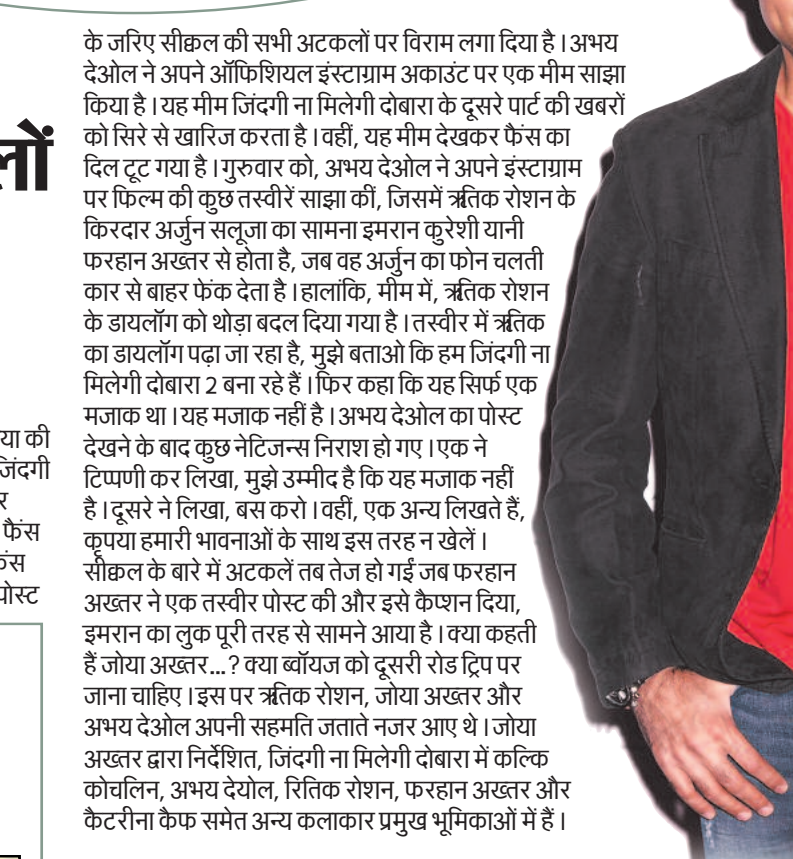 लों
या की
जिंदगी
र
फैंस
पोस्ट
के जरिए सीक्वल की सभी अटकलों पर विराम लगा दिया है।अभय
देओल ने अपने ऑफिशियल इंस्टाग्राम अकाउंट पर एक मीम साझा
किया है।यह मीम जिंदगी ना मिलेगी दोबारा के दूसरे पार्ट की खबरों
को सिरे से खारिज करता है।वहीं, यह मीम देखकर फैंस का
दिल टूट गया है।गुरुवार को, अभय देओल ने अपने इंस्टाग्राम
पर फिल्म की कुछ तस्वीरें साझा कीं, जिसमें ऋतिक रोशन के
किरदार अर्जुन सलूजा का सामना इमरान कुरेशी यानी
फरहान अख्तर से होता है, जब वह अर्जुन का फोन चलती
कार से बाहर फेंक देता है।हालांकि, मीम में, ऋतिक रोशन
के डायलॉग को थोड़ा बदल दिया गया है।तस्वीर में ऋतिक
का डायलॉग पढ़ा जा रहा है, मुझे बताओ कि हम जिंदगी ना
मिलेगी दोबारा 2 बना रहे हैं।फिर कहा कि यह सिर्फ एक
मजाक था।यह मजाक नहीं है।अभय देओल का पोस्ट
देखने के बाद कुछ नेटिजन्स निराश हो गए।एक ने
टिप्पणी कर लिखा, मुझे उम्मीद है कि यह मजाक नहीं
है।दूसरे ने लिखा, बस करो।वहीं, एक अन्य लिखते हैं,
कृपया हमारी भावनाओं के साथ इस तरह न खेलें।
सीक्वल के बारे में अटकलें तब तेज हो गईं जब फरहान
अख्तर ने एक तस्वीर पोस्ट की और इसे कैप्शन दिया,
इमरान का लुक पूरी तरह से सामने आया है।क्या कहती
हैं जोया अख्तर...? क्या ब्वॉयज को दूसरी रोड ट्रिप पर
जाना चाहिए।इस पर ऋतिक रोशन, जोया अख्तर और
अभय देओल अपनी सहमति जताते नजर आए थे।जोया
अख्तर द्वारा निर्देशित, जिंदगी ना मिलेगी दोबारा में कल्कि
कोचलिन, अभय देयोल, रितिक रोशन, फरहान अख्तर और
कैटरीना कैफ समेत अन्य कलाकार प्रमुख भूमिकाओं में हैं।